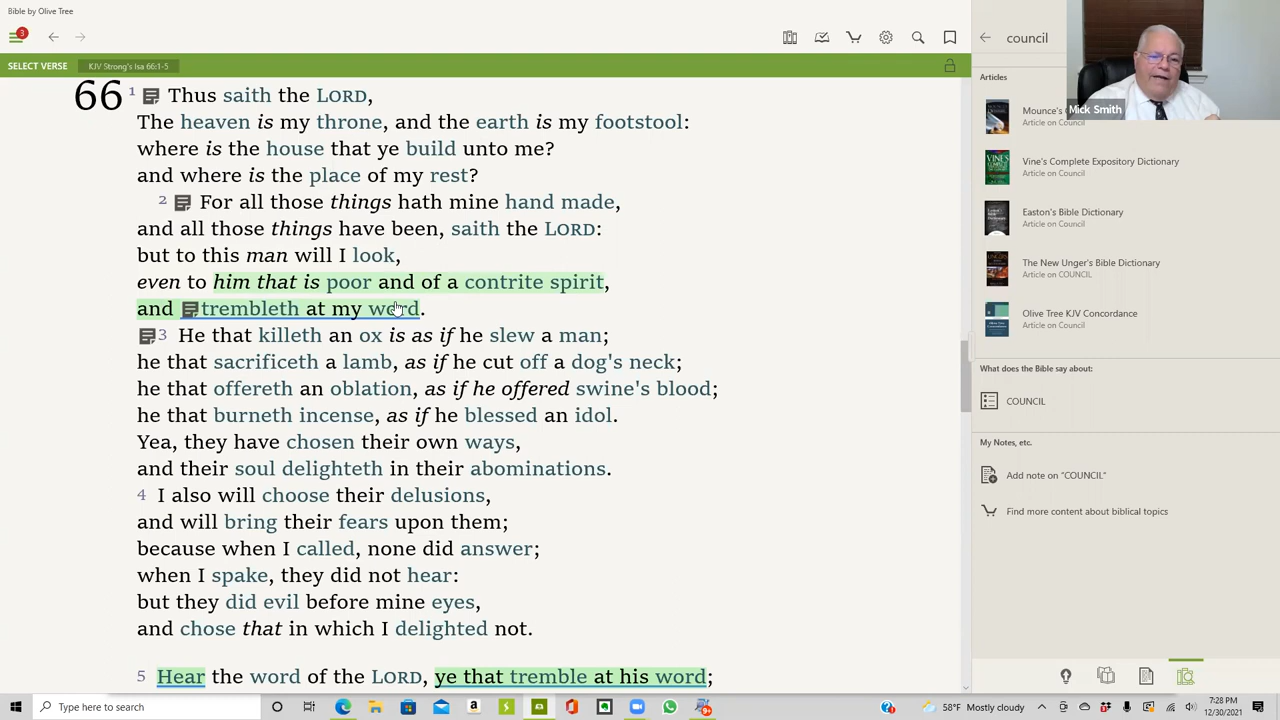 Bible by Olive Tree
3
SELECT VERSE
KJV Strong's Isa 66:1-5
66
1 Thus saith the LORD,
The heaven is my throne, and the earth is my footstool:
where is the house that ye build unto me?
and where is the place of my rest?
2 For all those things hath mine hand made,
and all those things have been, saith the LORD:
but to this man will I look,
even to him that is poor and of a contrite spirit,
and trembleth at my word.
3 He that killeth an ox is as if he slew a man;
he that sacrificeth a lamb, as if he cut off a dog's neck;
he that offereth an oblation, as if he offered swine's blood;
he that burneth incense, as if he blessed an idol.
Yea, they have chosen their own ways,
and their soul delighteth in their abominations.
4 I also will choose their delusions,
and will bring their fears upon them;
because when I called, none did answer;
when I spake, they did not hear:
but they did evil before mine eyes,
and chose that in which I delighted not.
5 Hear the word of the LORD, ye that tremble at his word;
council
Articles
Mounce's
Mick Smith
Article on Council
Vine's Complete Expository Dictionary
Article on Council
Easton's Bible Dictionary
Article on Council
The New Unger's Bible Dictionary
Article on COUNCIL
Olive Tree KJV Concordance
Article on Council
What does the Bible say about:
COUNCIL
My Notes, etc.
Add note on "COUNCIL"
Find more content about biblical topics
Type here to search
58°F Mostly cloudy
7:28 PM
12/30/2021